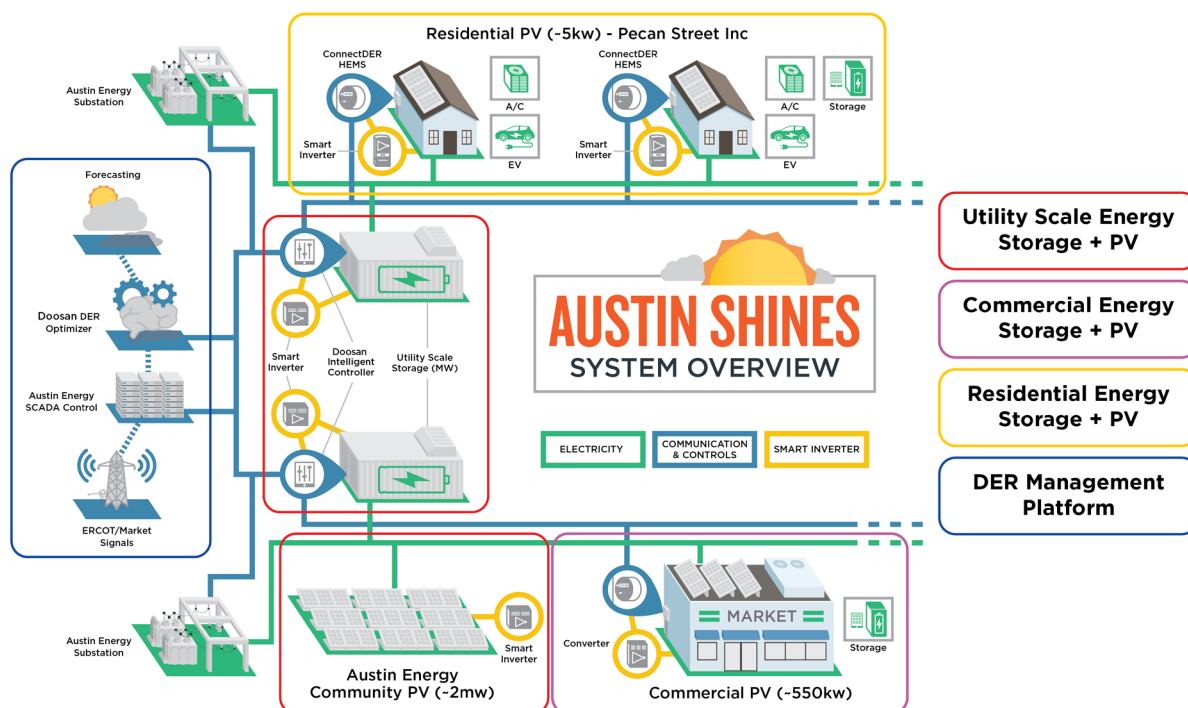 Residential PV (~5kw) - Pecan Street Inc
ConnectDER
HEMS
ConnectDER
HEMS
Austin Energy
Substation
A/C
A/C
Storage
Smart
Inverter
Smart
Inverter
EV
EV
Forecasting
Doosan DER
Optimizer
Austin Energy
SCADA Control
ERCOT/Market
Signals
Smart
Inverter
Doosan
Intelligent
Controller
Utility Scale
Storage (MW)
AUSTIN SHINES
SYSTEM OVERVIEW
ELECTRICITY
COMMUNICATION
& CONTROLS
SMART INVERTER
Utility Scale Energy
Storage + PV
Commercial Energy
Storage + PV
Residential Energy
Storage + PV
DER Management
Platform
Austin Energy
Substation
Smart
Inverter
Austin Energy
Community PV (~2mw)
Converter
MARKET
Storage
Commercial PV (~550kw)